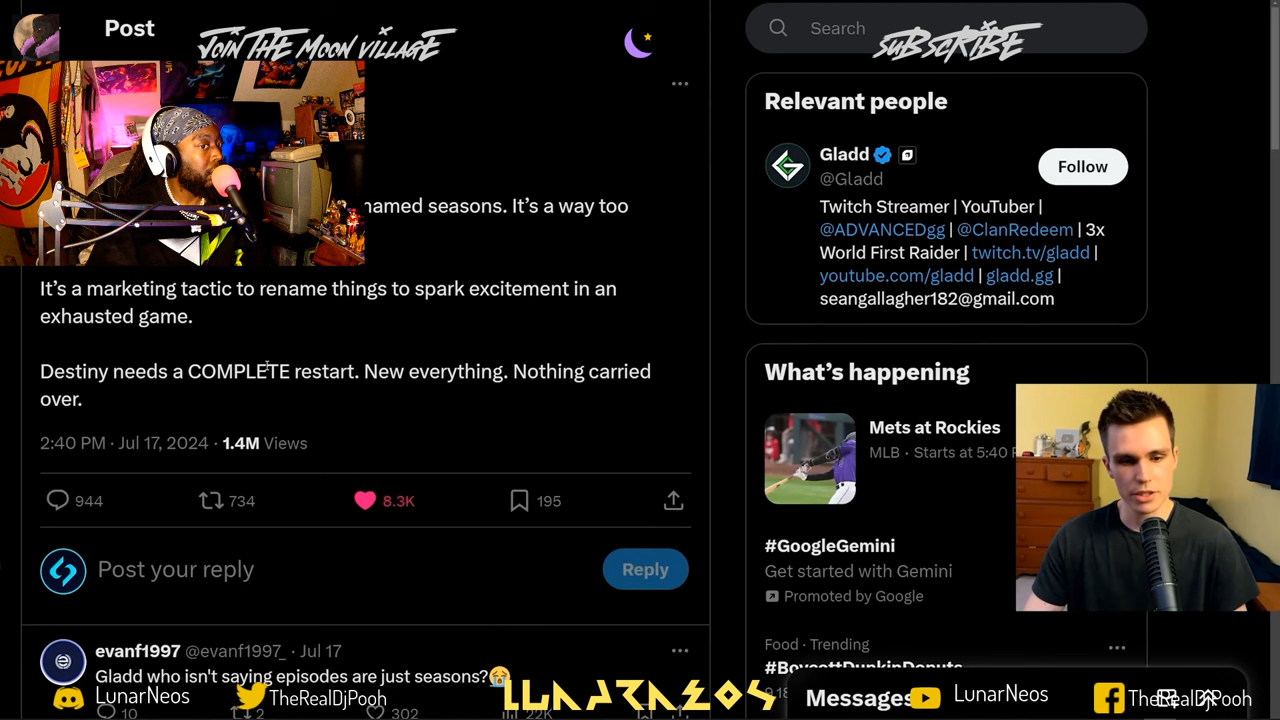 Post
JOIN THE MOON VILLAGE
Search
SUBSCRIBE
Relevant people
Gladd
@Gladd
Follow
Twitch Streamer | YouTuber |
@ADVANCEDgg | @ClanRedeem | 3x
World First Raider | twitch.tv/gladd |
youtube.com/gladd | gladd.gg |
seangallagher182@gmail.com
named seasons. It’s a way too
It’s a marketing tactic to rename things to spark excitement in an
exhausted game.
Destiny needs a COMPLETE restart. New everything. Nothing carried
over.
2:40 PM · Jul 17, 2024 · 1.4M Views
944 734 8.3K 195
Post your reply
Reply
evanf1997 @evanf1997_ · Jul 17
Gladd who isn't saying episodes are just seasons?😭
10 2 302 22K
What’s happening
Mets at Rockies
MLB · Starts at 5:40 P
#GoogleGemini
Get started with Gemini
Promoted by Google
Food · Trending
#BoycottDunkinDonuts
Messages
LunarNeos
TheRealDjPooh
LUNARNEOS
LunarNeos
TheRealDjPooh